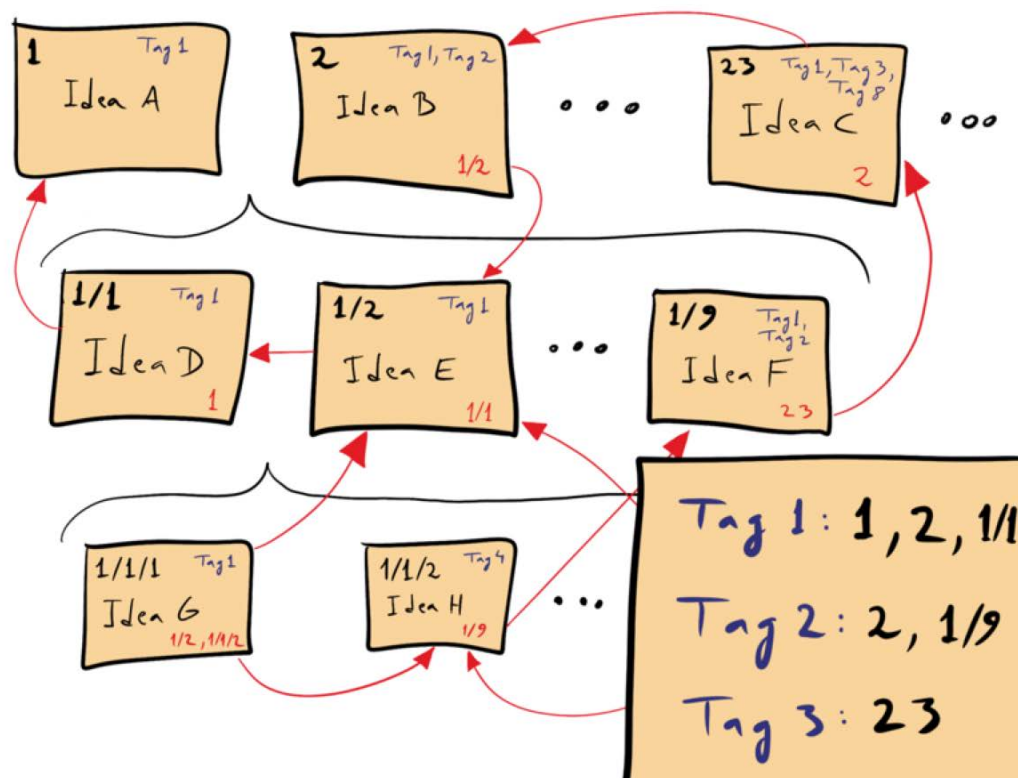 1 Tag 1
Idea A
2 Tag 1, Tag 2
Idea B
1/2
23 Tag 1, Tag 3,
Tag 8
Idea C
2
1/1 Tag 1
Idea D
1
1/2 Tag 1
Idea E
1/1
1/9 Tag 1,
Tag 2
Idea F
23
1/1/1 Tag 1
Idea G
1/2, 1/1/2
1/1/2 Tag 4
Idea H
1/9
Tag 1: 1, 2, 1/1
Tag 2: 2, 1/9
Tag 3: 23